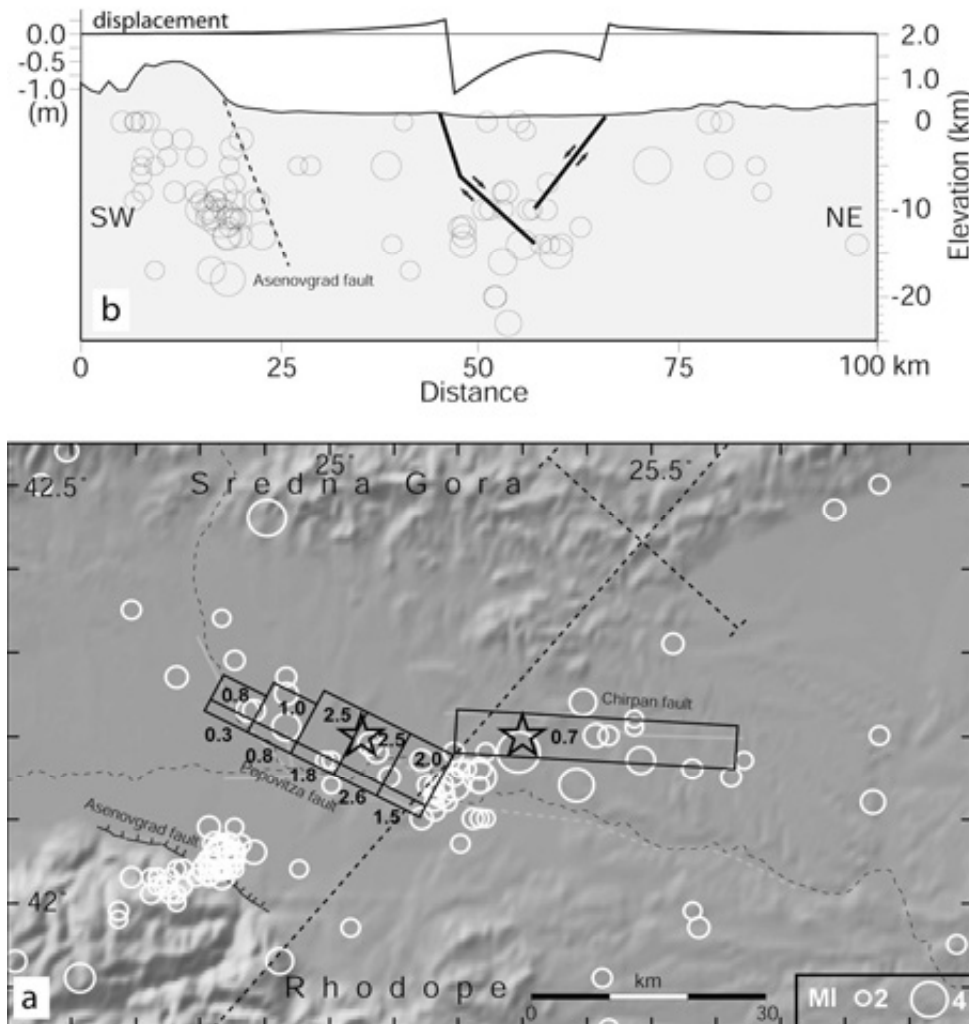 displacement
0.0
-0.5
-1.0
(m)
2.0
1.0
0
-10
-20
Elevation (km)
SW
NE
Asenovgrad fault
b
0
25
50
75
100 km
Distance
42.5°
25°
25.5°
Sredna Gora
Chirpan fault
0.8
1.0
2.5
2.5
2.0
0.7
0.3
0.8
1.8
2.6
1.5
Popovitza fault
Asenovgrad fault
42°
Rhodope
km
0
30
Ml 2 4
a